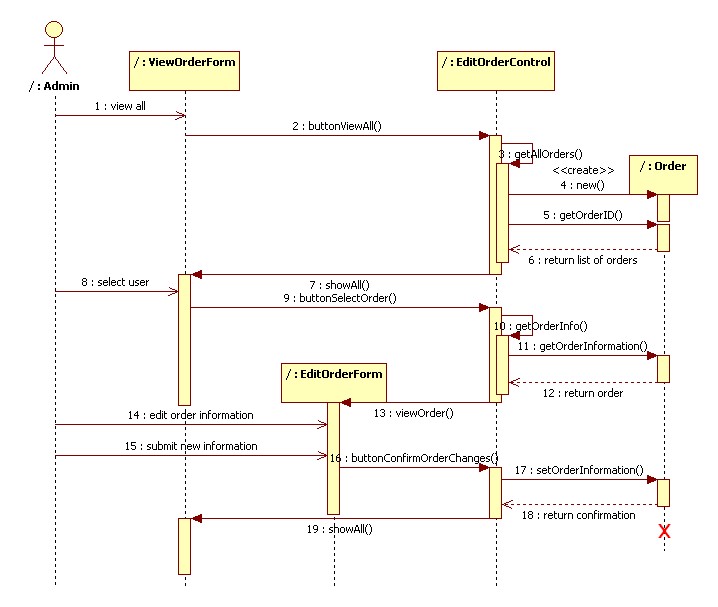 / : Admin
/ : ViewOrderForm
/ : EditOrderControl
1 : view all
2 : buttonViewAll()
3 : getAllOrders()
/ : Order
<<create>>
4 : new()
5 : getOrderID()
6 : return list of orders
7 : showAll()
8 : select user
9 : buttonSelectOrder()
10 : getOrderInfo()
11 : getOrderInformation()
/ : EditOrderForm
12 : return order
13 : viewOrder()
14 : edit order information
15 : submit new information
16 : buttonConfirmOrderChanges()
17 : setOrderInformation()
18 : return confirmation
19 : showAll()
X